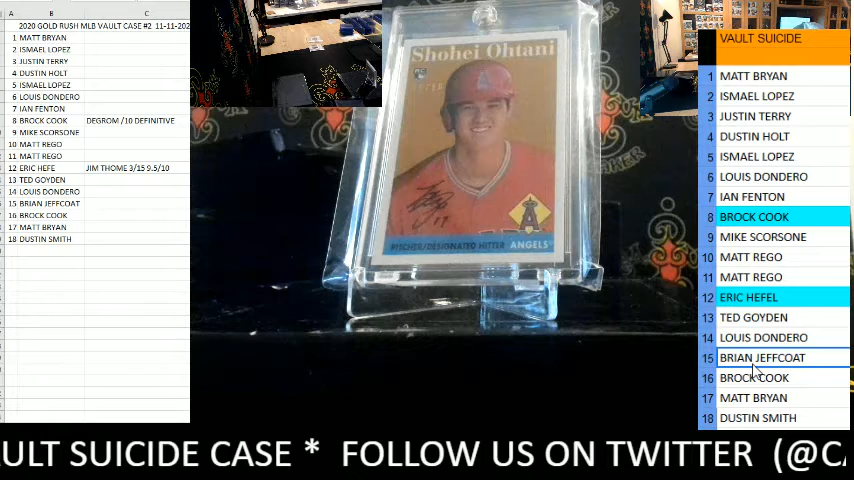 A B C
2020 GOLD RUSH MLB VAULT CASE #2 11-11-202
1 MATT BRYAN
2 ISMAEL LOPEZ
3 JUSTIN TERRY
4 DUSTIN HOLT
5 ISMAEL LOPEZ
6 LOUIS DONDERO
7 IAN FENTON
8 BROCK COOK DEGROM /10 DEFINITIVE
9 MIKE SCORSONE
10 MATT REGO
11 MATT REGO
12 ERIC HEFE JIM THOME 3/15 9.5/10
13 TED GOYDEN
14 LOUIS DONDERO
15 BRIAN JEFFCOAT
16 BROCK COOK
17 MATT BRYAN
18 DUSTIN SMITH
Shohei Ohtani
RC
17
A
PITCHER/DESIGNATED HITTER ANGELS
VAULT SUICIDE
1 MATT BRYAN
2 ISMAEL LOPEZ
3 JUSTIN TERRY
4 DUSTIN HOLT
5 ISMAEL LOPEZ
6 LOUIS DONDERO
7 IAN FENTON
8 BROCK COOK
9 MIKE SCORSONE
10 MATT REGO
11 MATT REGO
12 ERIC HEFEL
13 TED GOYDEN
14 LOUIS DONDERO
15 BRIAN JEFFCOAT
16 BROCK COOK
17 MATT BRYAN
18 DUSTIN SMITH
AULT SUICIDE CASE * FOLLOW US ON TWITTER (@CA